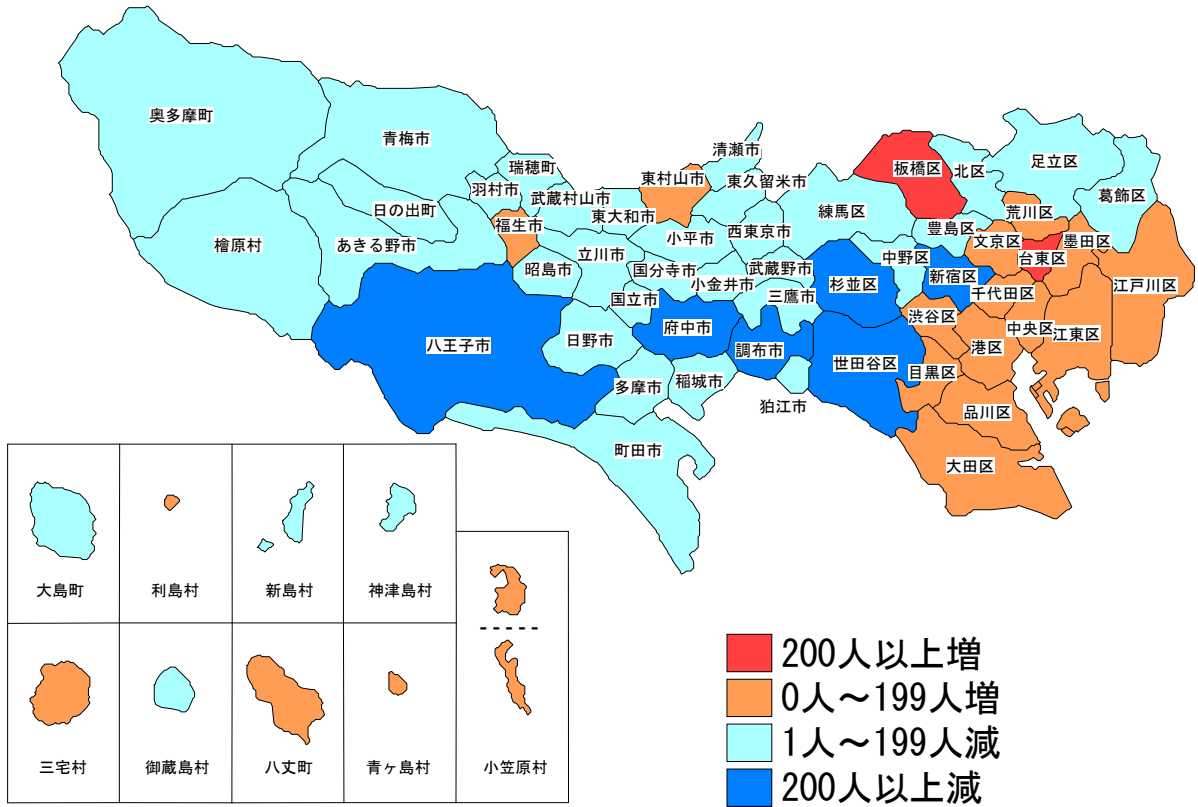 奥多摩町
青梅市
瑞穂町
羽村市
日の出町
檜原村
あきる野市
福生市
武蔵村山市
東大和市
東村山市
清瀬市
東久留米市
昭島市
立川市
小平市
西東京市
国分寺市
小金井市
武蔵野市
国立市
三鷹市
八王子市
日野市
府中市
調布市
多摩市
稲城市
狛江市
町田市
練馬区
板橋区
北区
足立区
葛飾区
豊島区
荒川区
文京区
台東区
墨田区
江戸川区
中野区
新宿区
杉並区
千代田区
渋谷区
中央区
江東区
港区
世田谷区
目黒区
品川区
大田区
大島町
利島村
新島村
神津島村
三宅村
御蔵島村
八丈町
青ヶ島村
小笠原村
200人以上増
0人～199人増
1人～199人減
200人以上減